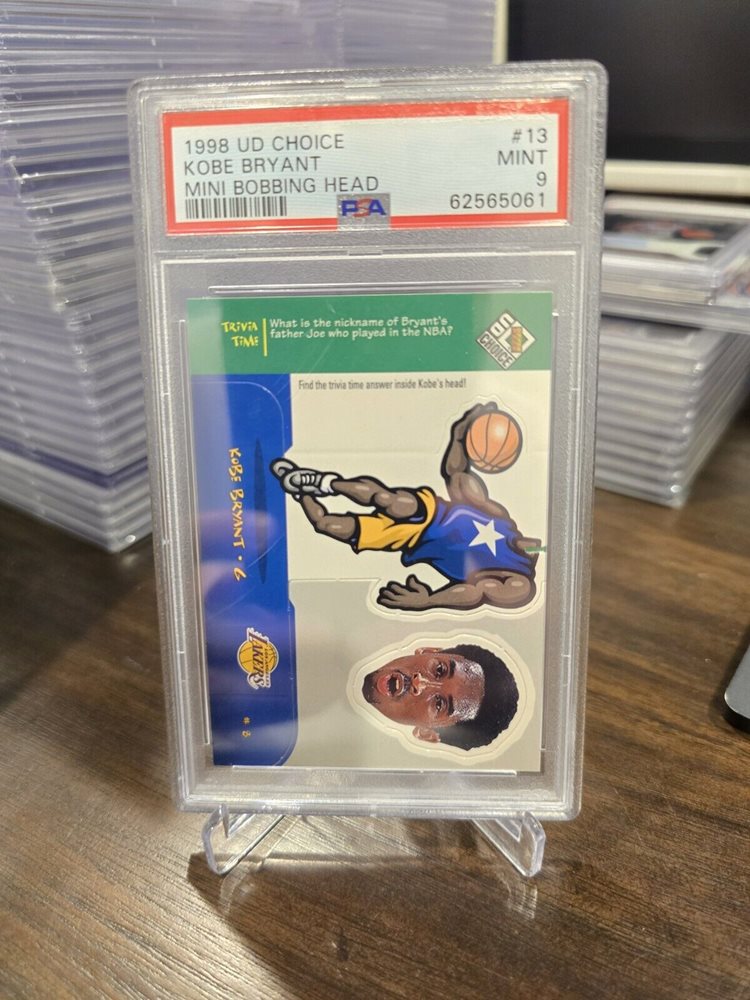 1998 UD CHOICE #13
KOBE BRYANT MINT
MINI BOBBING HEAD 9
PSA 62565061
TRIVIA
TIME
What is the nickname of Bryant's
father Joe who played in the NBA?
CHOICE
Find the trivia time answer inside Kobe's head!
KOBE BRYANT • G
LAKERS
# 8